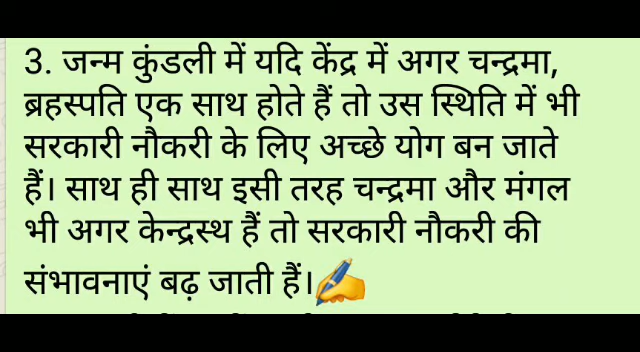 3. जन्म कुंडली में यदि केंद्र में अगर चन्द्रमा,
ब्रहस्पति एक साथ होते हैं तो उस स्थिति में भी
सरकारी नौकरी के लिए अच्छे योग बन जाते
हैं। साथ ही साथ इसी तरह चन्द्रमा और मंगल
भी अगर केन्द्रस्थ हैं तो सरकारी नौकरी की
संभावनाएं बढ़ जाती हैं।✍️